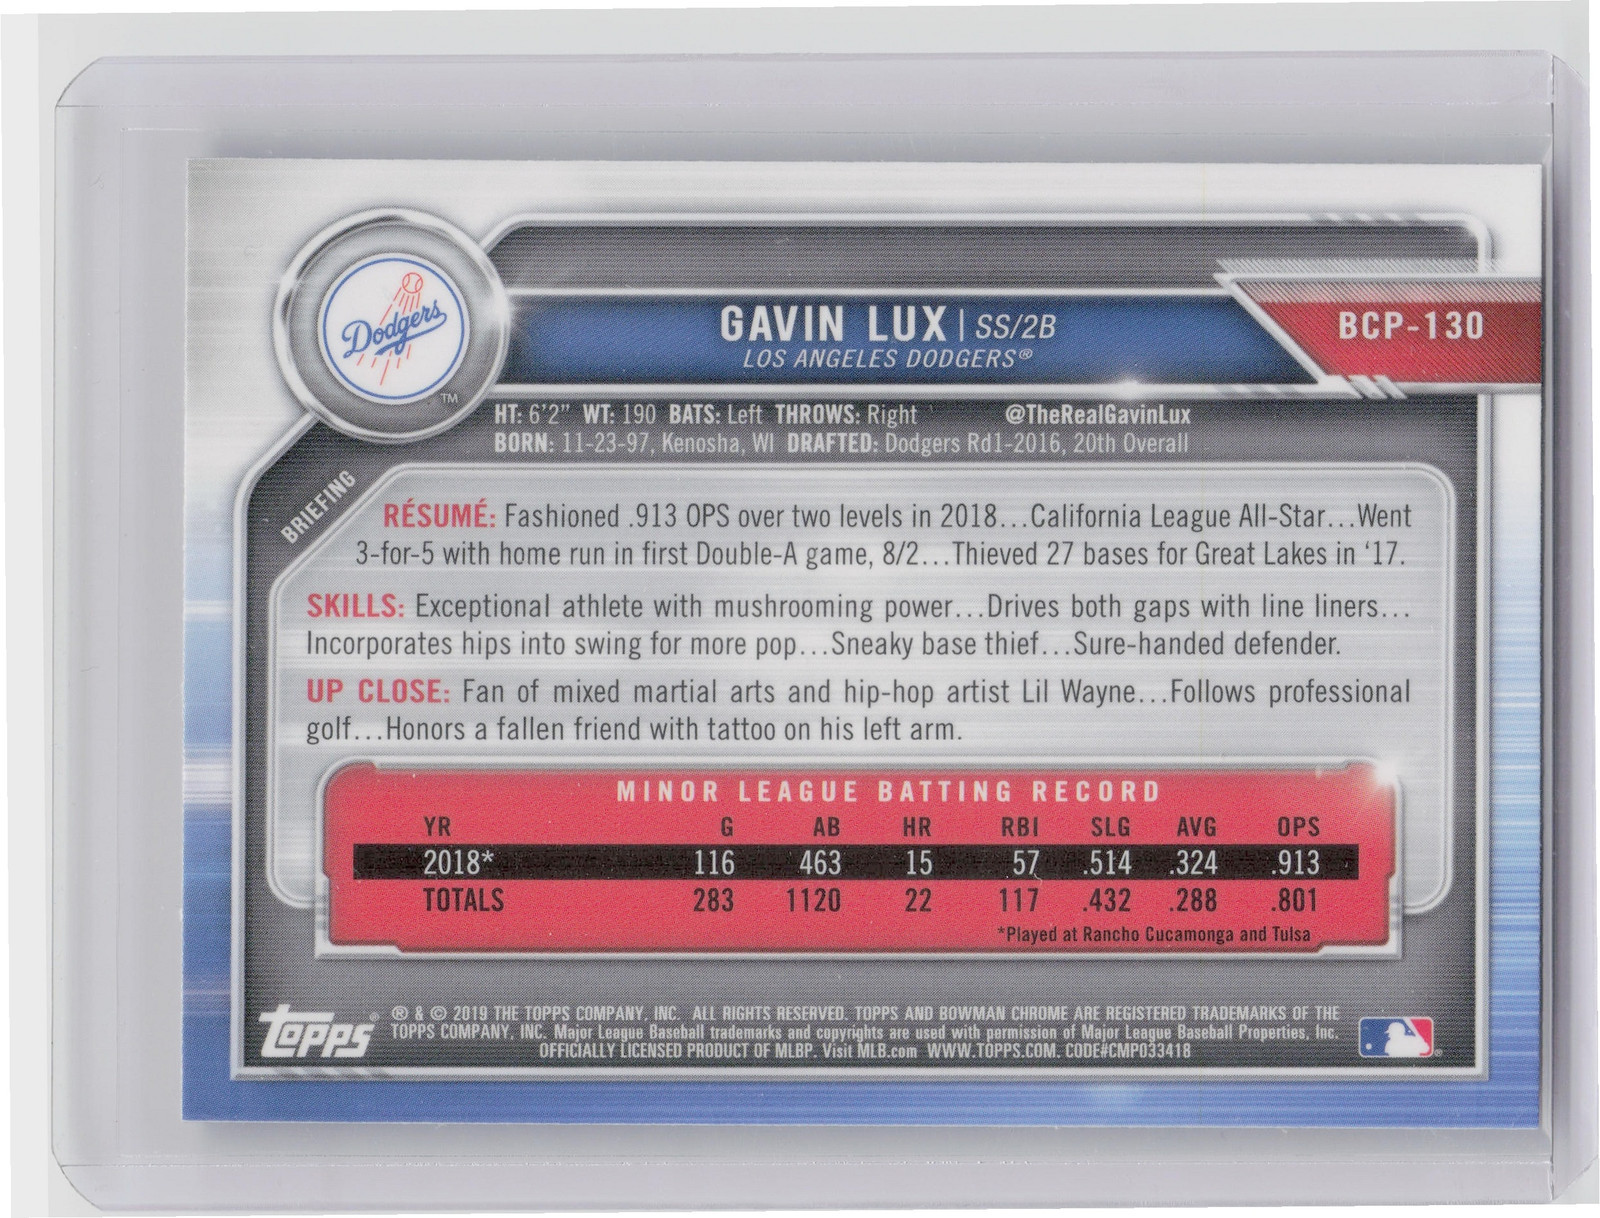 Dodgers
TM
GAVIN LUX | SS/2B
LOS ANGELES DODGERS®
BCP-130
HT: 6'2" WT: 190 BATS: Left THROWS: Right @TheRealGavinLux
BORN: 11-23-97, Kenosha, WI DRAFTED: Dodgers Rd1-2016, 20th Overall
BRIEFING
RÉSUMÉ: Fashioned .913 OPS over two levels in 2018...California League All-Star...Went
3-for-5 with home run in first Double-A game, 8/2...Thieved 27 bases for Great Lakes in '17.
SKILLS: Exceptional athlete with mushrooming power...Drives both gaps with line liners...
Incorporates hips into swing for more pop...Sneaky base thief...Sure-handed defender.
UP CLOSE: Fan of mixed martial arts and hip-hop artist Lil Wayne...Follows professional
golf...Honors a fallen friend with tattoo on his left arm.
MINOR LEAGUE BATTING RECORD
YR G AB HR RBI SLG AVG OPS
2018* 116 463 15 57 .514 .324 .913
TOTALS 283 1120 22 117 .432 .288 .801
*Played at Rancho Cucamonga and Tulsa
topps®
® & © 2019 THE TOPPS COMPANY, INC. ALL RIGHTS RESERVED. TOPPS AND BOWMAN CHROME ARE REGISTERED TRADEMARKS OF THE
TOPPS COMPANY, INC. Major League Baseball trademarks and copyrights are used with permission of Major League Baseball Properties, Inc.
OFFICIALLY LICENSED PRODUCT OF MLBP. Visit MLB.com WWW.TOPPS.COM. CODE#CMP033418